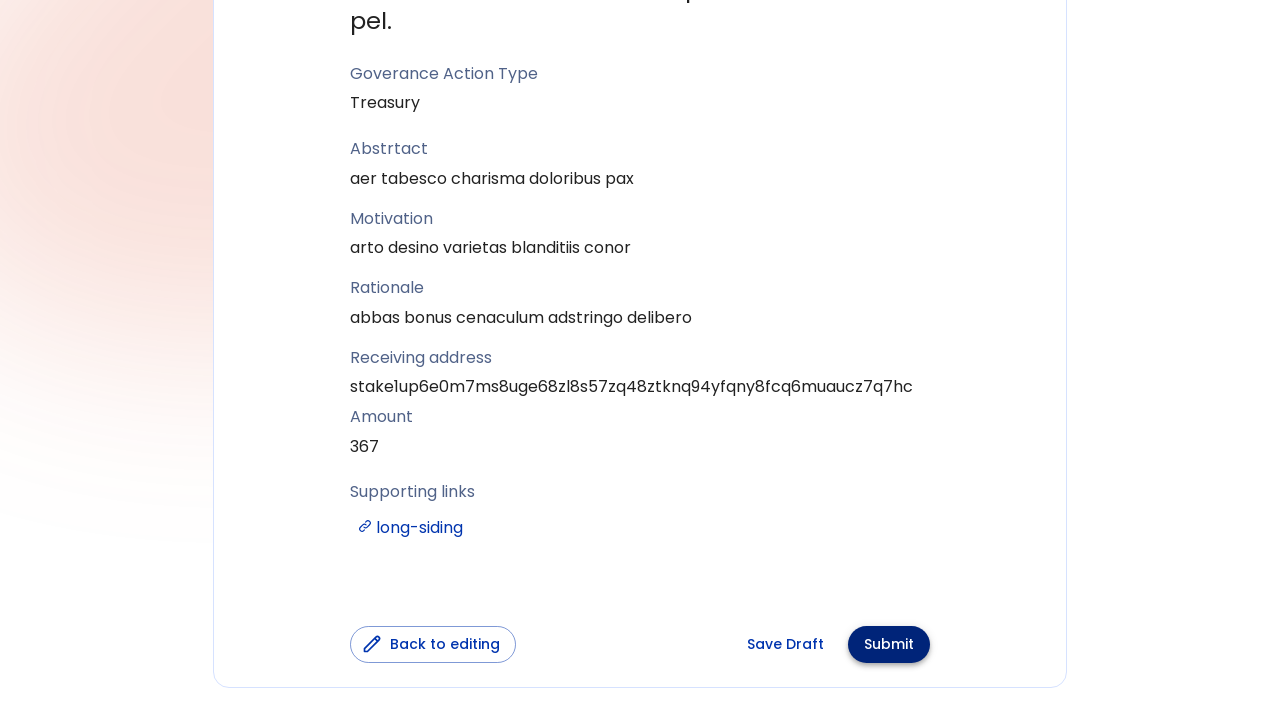 pel.
Goverance Action Type
Treasury
Abstrtact
aer tabesco charisma doloribus pax
Motivation
arto desino varietas blanditiis conor
Rationale
abbas bonus cenaculum adstringo delibero
Receiving address
stake1up6e0m7ms8uge68zl8s57zq48ztknq94yfqny8fcq6muaucz7q7hc
Amount
367
Supporting links
long-siding
Back to editing
Save Draft
Submit